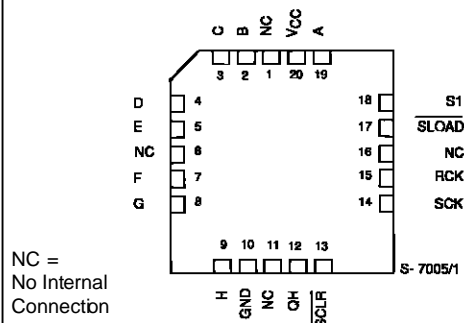 C B NC VCC A
3 2 1 20 19
D 4 18 S1
E 5 17 SLOAD
NC 6 16 NC
F 7 15 RCK
G 8 14 SCK
9 10 11 12 13
H GND NC QH SCLR
S-7005/1
NC =
No Internal
Connection